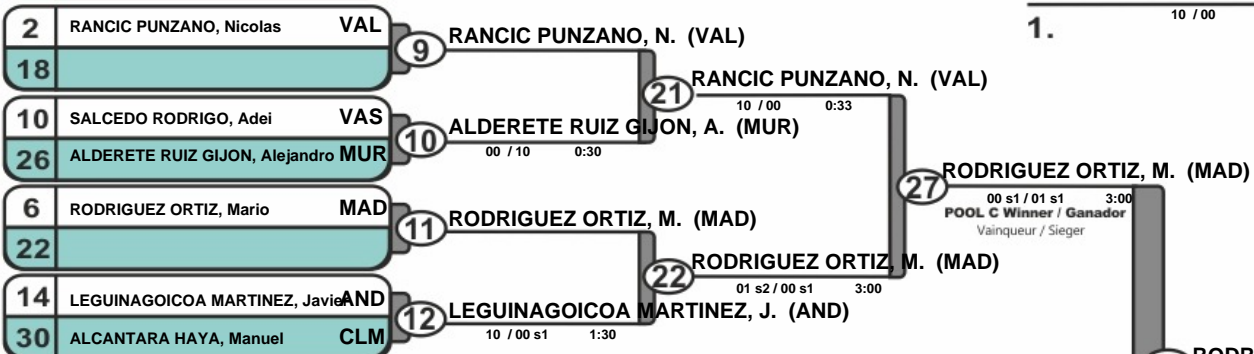 2 RANCIC PUNZANO, Nicolas VAL
18
9 RANCIC PUNZANO, N. (VAL)
10 SALCEDO RODRIGO, Adei VAS
26 ALDERETE RUIZ GIJON, Alejandro MUR
10 ALDERETE RUIZ GIJON, A. (MUR)
00 / 10 0:30
21 RANCIC PUNZANO, N. (VAL)
10 / 00 0:33
6 RODRIGUEZ ORTIZ, Mario MAD
22
11 RODRIGUEZ ORTIZ, M. (MAD)
14 LEGUINAGOICOA MARTINEZ, Javier AND
30 ALCANTARA HAYA, Manuel CLM
12 LEGUINAGOICOA MARTINEZ, J. (AND)
10 / 00 s1 1:30
22 RODRIGUEZ ORTIZ, M. (MAD)
01 s2 / 00 s1 3:00
27 RODRIGUEZ ORTIZ, M. (MAD)
00 s1 / 01 s1 3:00
POOL C Winner / Ganador
Vainqueur / Sieger
10 / 00
1.